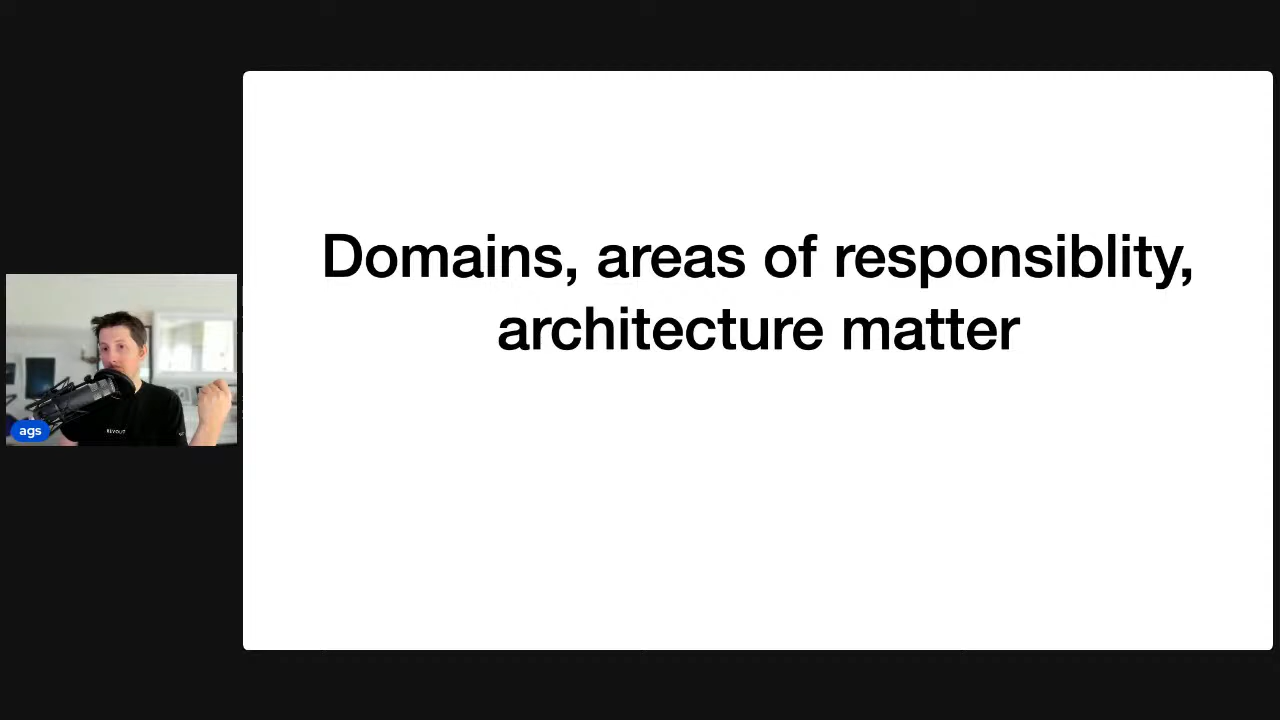 Domains, areas of responsiblity,
architecture matter
ags